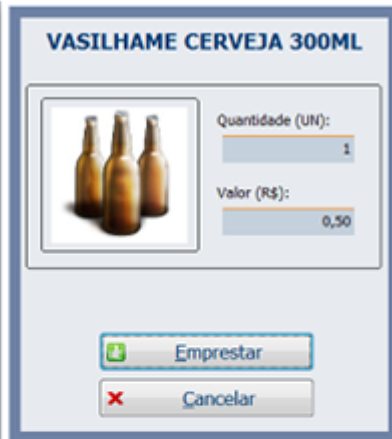 VASILHAME CERVEJA 300ML
Quantidade (UN):
1
Valor (R$):
0,50
Emprestar
Cancelar